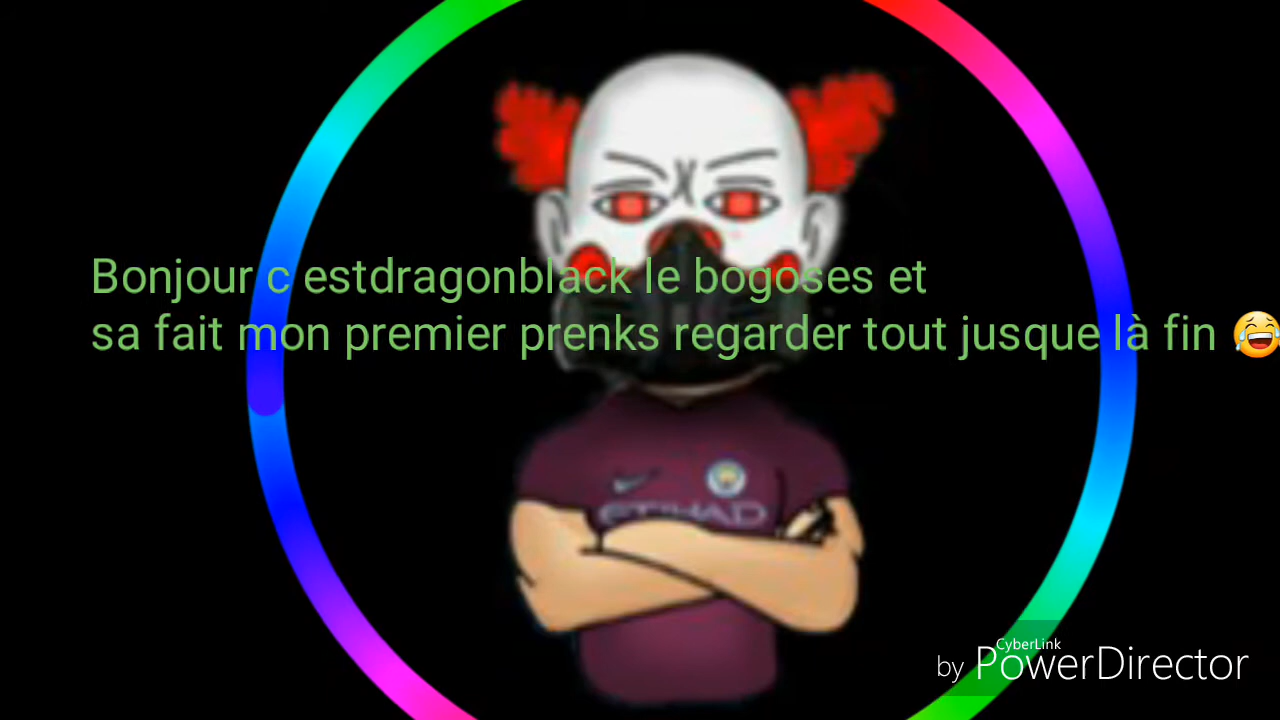 Bonjour c estdragonblack le bogoses et
sa fait mon premier prenks regarder tout jusque là fin 😂
ETIHAD
CyberLink
by PowerDirector